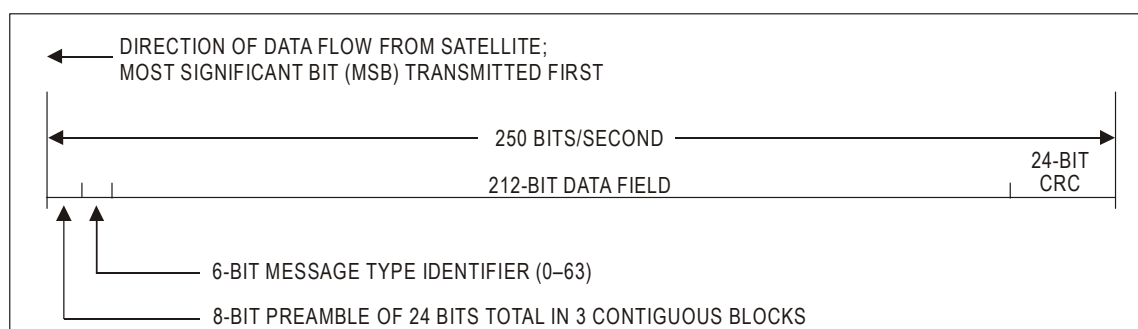 DIRECTION OF DATA FLOW FROM SATELLITE;
MOST SIGNIFICANT BIT (MSB) TRANSMITTED FIRST
250 BITS/SECOND
24-BIT
CRC
212-BIT DATA FIELD
6-BIT MESSAGE TYPE IDENTIFIER (0–63)
8-BIT PREAMBLE OF 24 BITS TOTAL IN 3 CONTIGUOUS BLOCKS